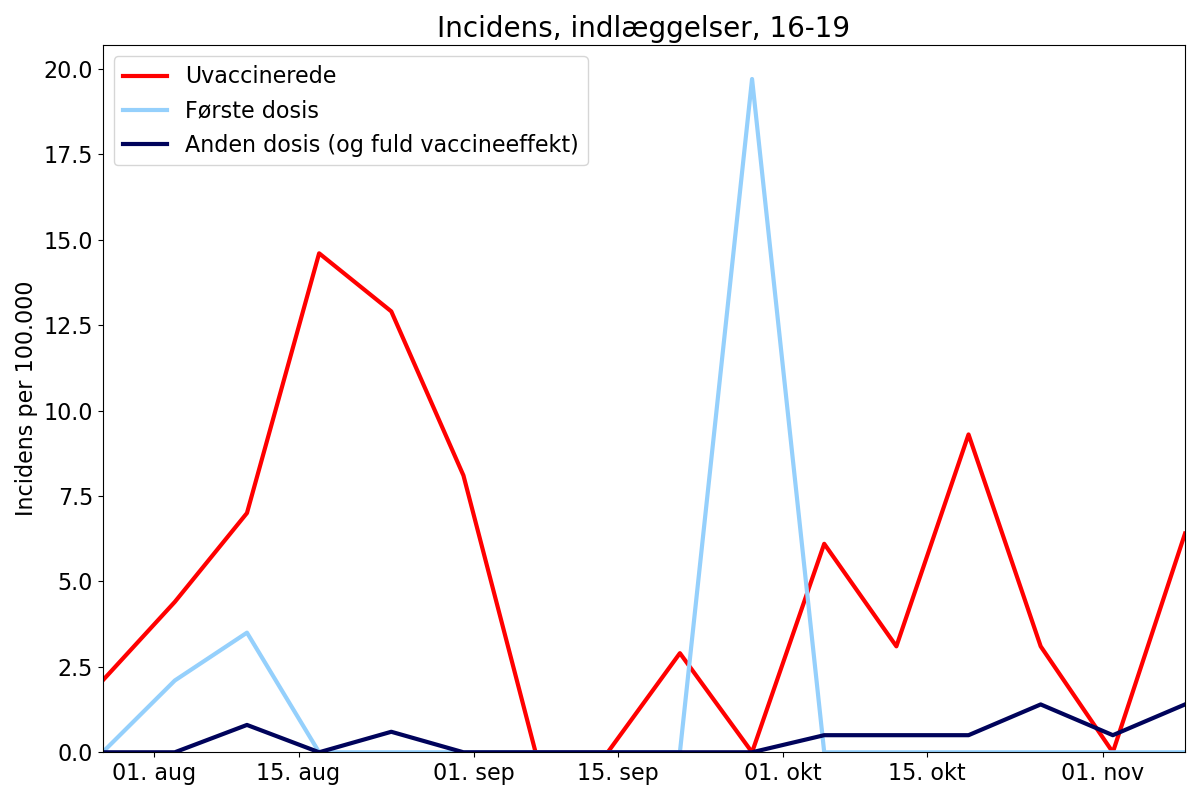 Incidens, indlæggelser, 16-19
Uvaccinerede
Første dosis
Anden dosis (og fuld vaccineeffekt)
Incidens per 100.000
20.0
17.5
15.0
12.5
10.0
7.5
5.0
2.5
0.0
01. aug
15. aug
01. sep
15. sep
01. okt
15. okt
01. nov